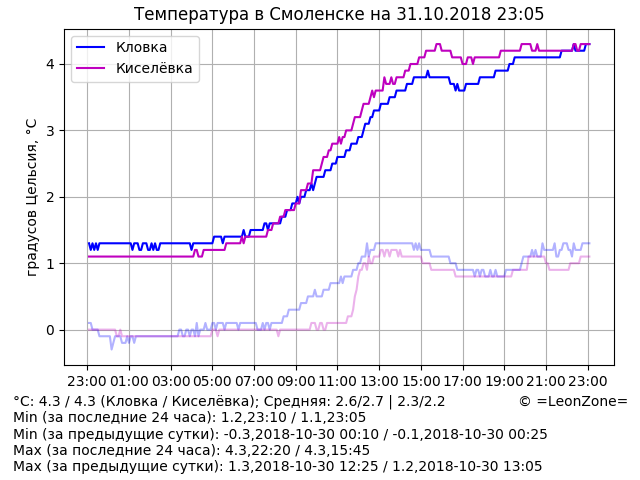 Температура в Смоленске на 31.10.2018 23:05
Кловка
Киселёвка
градусов Цельсия, °C
4
3
2
1
0
23:00 01:00 03:00 05:00 07:00 09:00 11:00 13:00 15:00 17:00 19:00 21:00 23:00
°C: 4.3 / 4.3 (Кловка / Киселёвка); Средняя: 2.6/2.7 | 2.3/2.2 © =LeonZone=
Min (за последние 24 часа): 1.2,23:10 / 1.1,23:05
Min (за предыдущие сутки): -0.3,2018-10-30 00:10 / -0.1,2018-10-30 00:25
Max (за последние 24 часа): 4.3,22:20 / 4.3,15:45
Max (за предыдущие сутки): 1.3,2018-10-30 12:25 / 1.2,2018-10-30 13:05